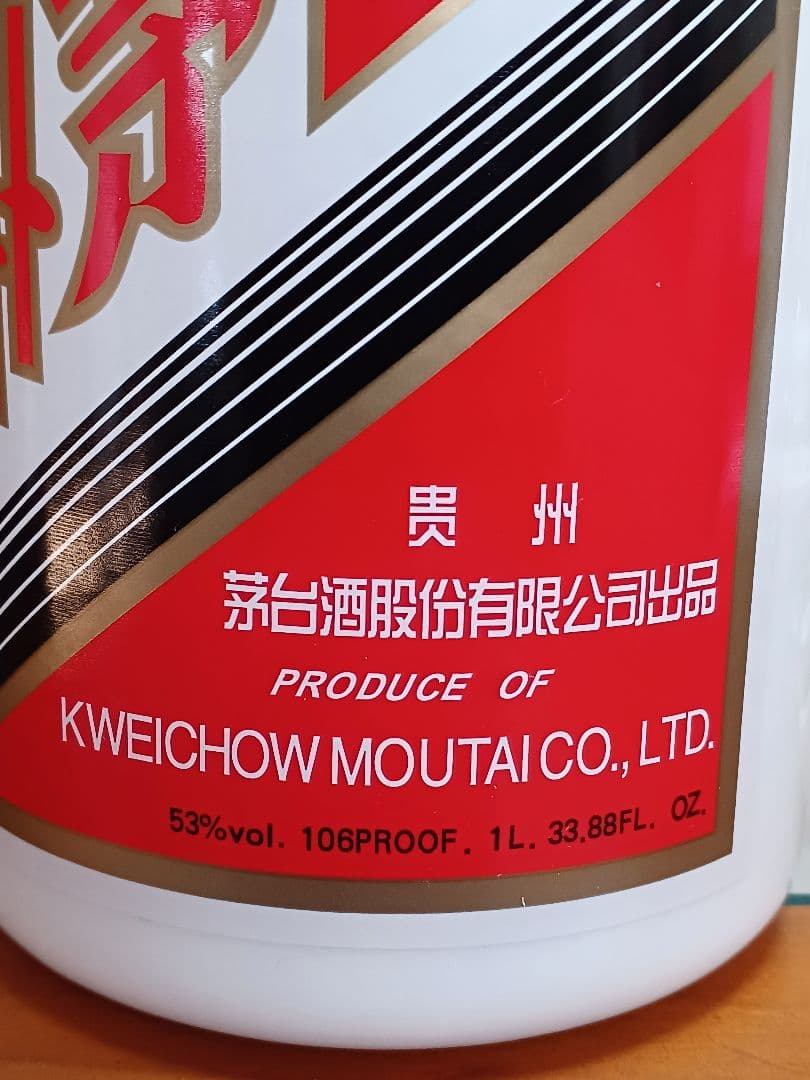 贵 州
茅台酒股份有限公司出品
PRODUCE OF
KWEICHOW MOUTAI CO., LTD.
53%vol. 106PROOF. 1L. 33.88FL. OZ.